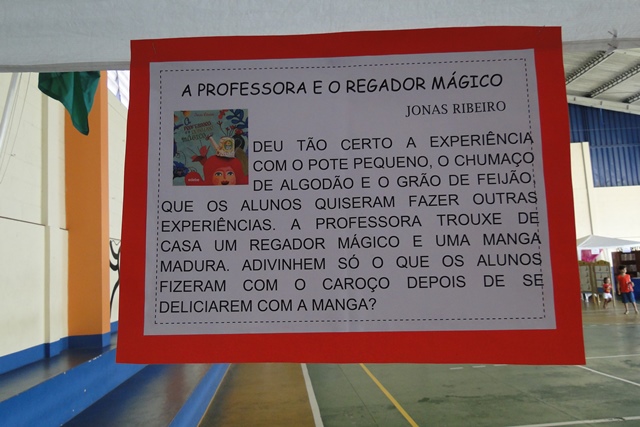 A PROFESSORA E O REGADOR MÁGICO
JONAS RIBEIRO
DEU TÃO CERTO A EXPERIÊNCIA
COM O POTE PEQUENO, O CHUMAÇO
DE ALGODÃO E O GRÃO DE FEIJÃO,
QUE OS ALUNOS QUISERAM FAZER OUTRAS
EXPERIÊNCIAS. A PROFESSORA TROUXE DE
CASA UM REGADOR MÁGICO E UMA MANGA
MADURA. ADIVINHEM SÓ O QUE OS ALUNOS
FIZERAM COM O CAROÇO DEPOIS DE SE
DELICIAREM COM A MANGA?